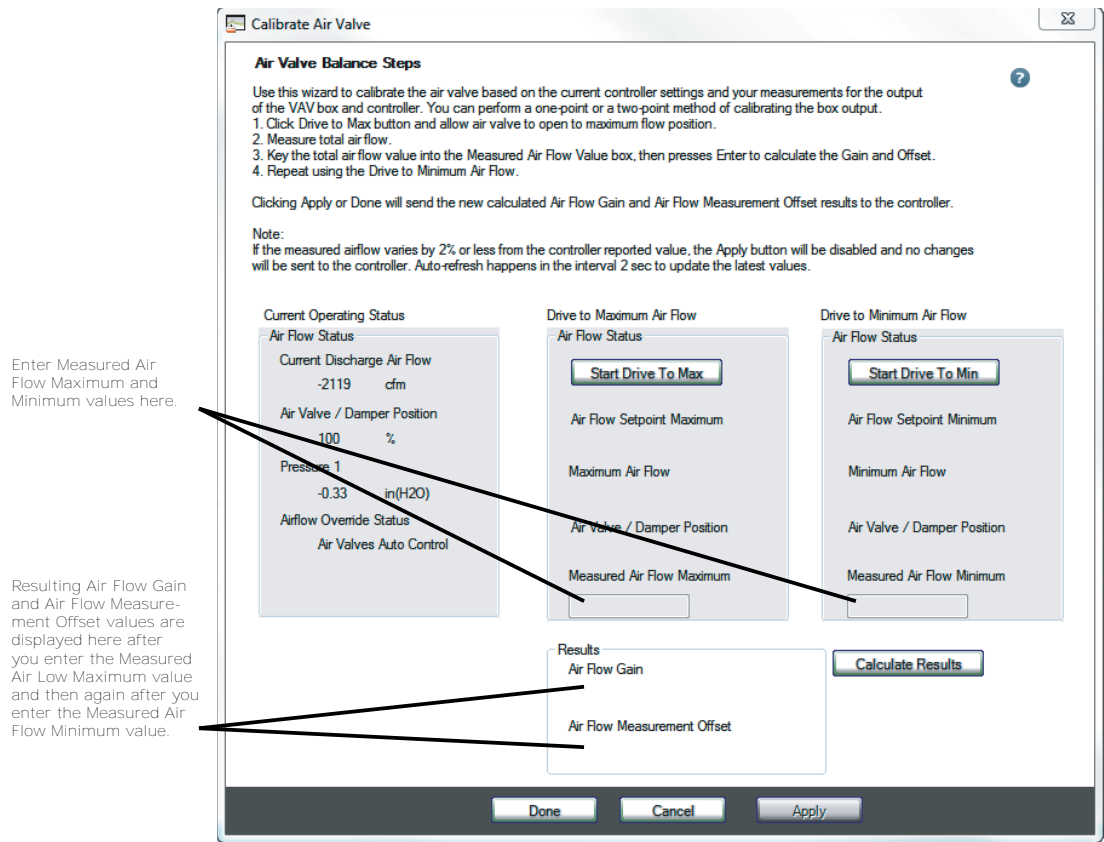 Calibrate Air Valve
Air Valve Balance Steps
Use this wizard to calibrate the air valve based on the current controller settings and your measurements for the output
of the VAV box and controller. You can perform a one-point or a two-point method of calibrating the box output.
1. Click Drive to Max button and allow air valve to open to maximum flow position.
2. Measure total air flow.
3. Key the total air flow value into the Measured Air Flow Value box, then presses Enter to calculate the Gain and Offset.
4. Repeat using the Drive to Minimum Air Flow.
Clicking Apply or Done will send the new calculated Air Flow Gain and Air Flow Measurement Offset results to the controller.
Note:
If the measured airflow varies by 2% or less from the controller reported value, the Apply button will be disabled and no changes
will be sent to the controller. Auto-refresh happens in the interval 2 sec to update the latest values.
Current Operating Status
Air Flow Status
Current Discharge Air Flow
-2119 cfm
Air Valve / Damper Position
100 %
Pressure 1
-0.33 in(H2O)
Airflow Override Status
Air Valves Auto Control
Drive to Maximum Air Flow
Air Flow Status
Start Drive To Max
Air Flow Setpoint Maximum
Maximum Air Flow
Air Valve / Damper Position
Measured Air Flow Maximum
Drive to Minimum Air Flow
Air Flow Status
Start Drive To Min
Air Flow Setpoint Minimum
Minimum Air Flow
Air Valve / Damper Position
Measured Air Flow Minimum
Results
Air Flow Gain
Air Flow Measurement Offset
Calculate Results
Done
Cancel
Apply
Enter Measured Air
Flow Maximum and
Minimum values here.
Resulting Air Flow Gain
and Air Flow Measure-
ment Offset values are
displayed here after
you enter the Measured
Air Low Maximum value
and then again after you
enter the Measured Air
Flow Minimum value.